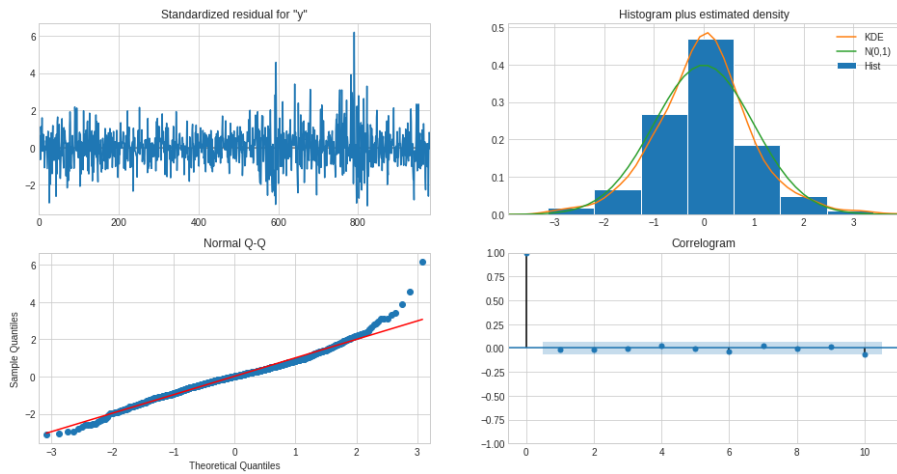 Standardized residual for "y"
6
4
2
0
−2
0 200 400 600 800
Histogram plus estimated density
KDE
N(0,1)
Hist
0.5
0.4
0.3
0.2
0.1
0.0
−3 −2 −1 0 1 2 3
Normal Q-Q
Sample Quantiles
6
4
2
0
−2
−3 −2 −1 0 1 2 3
Theoretical Quantiles
Correlogram
1.00
0.75
0.50
0.25
0.00
−0.25
−0.50
−0.75
−1.00
0 2 4 6 8 10